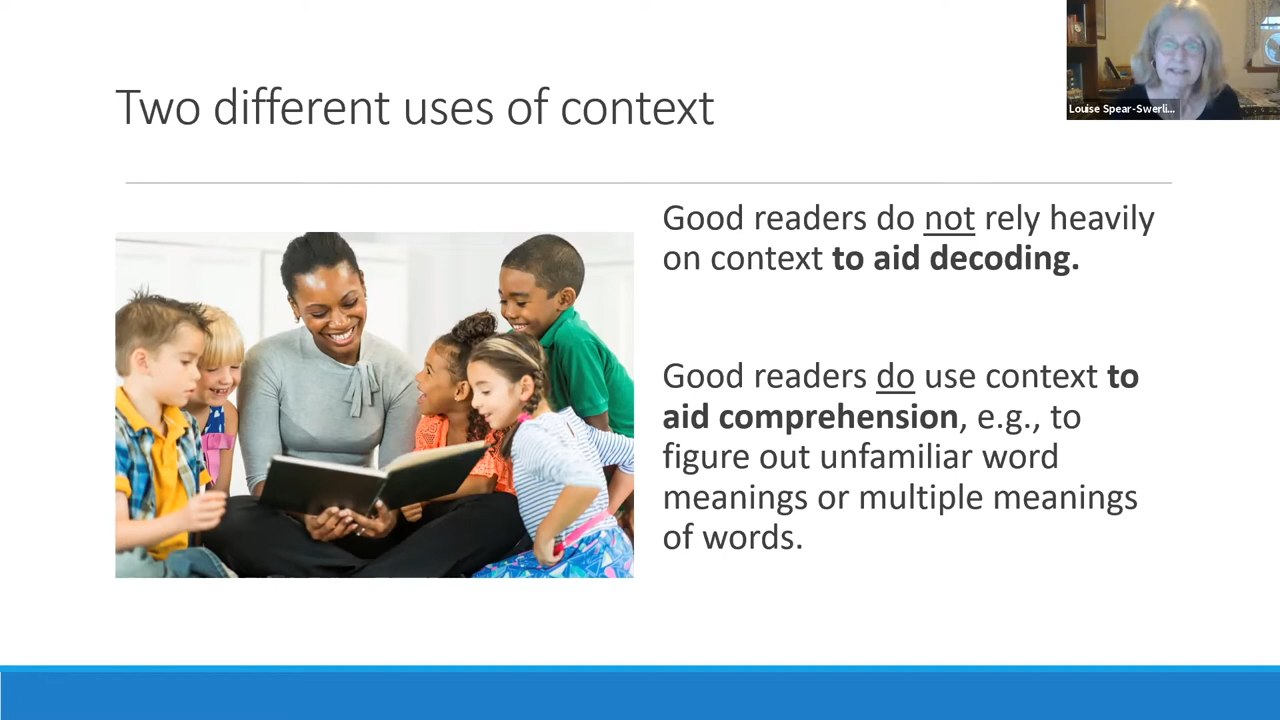 Two different uses of context
Louise Spear-Swerli...
Good readers do not rely heavily
on context to aid decoding.
Good readers do use context to
aid comprehension, e.g., to
figure out unfamiliar word
meanings or multiple meanings
of words.